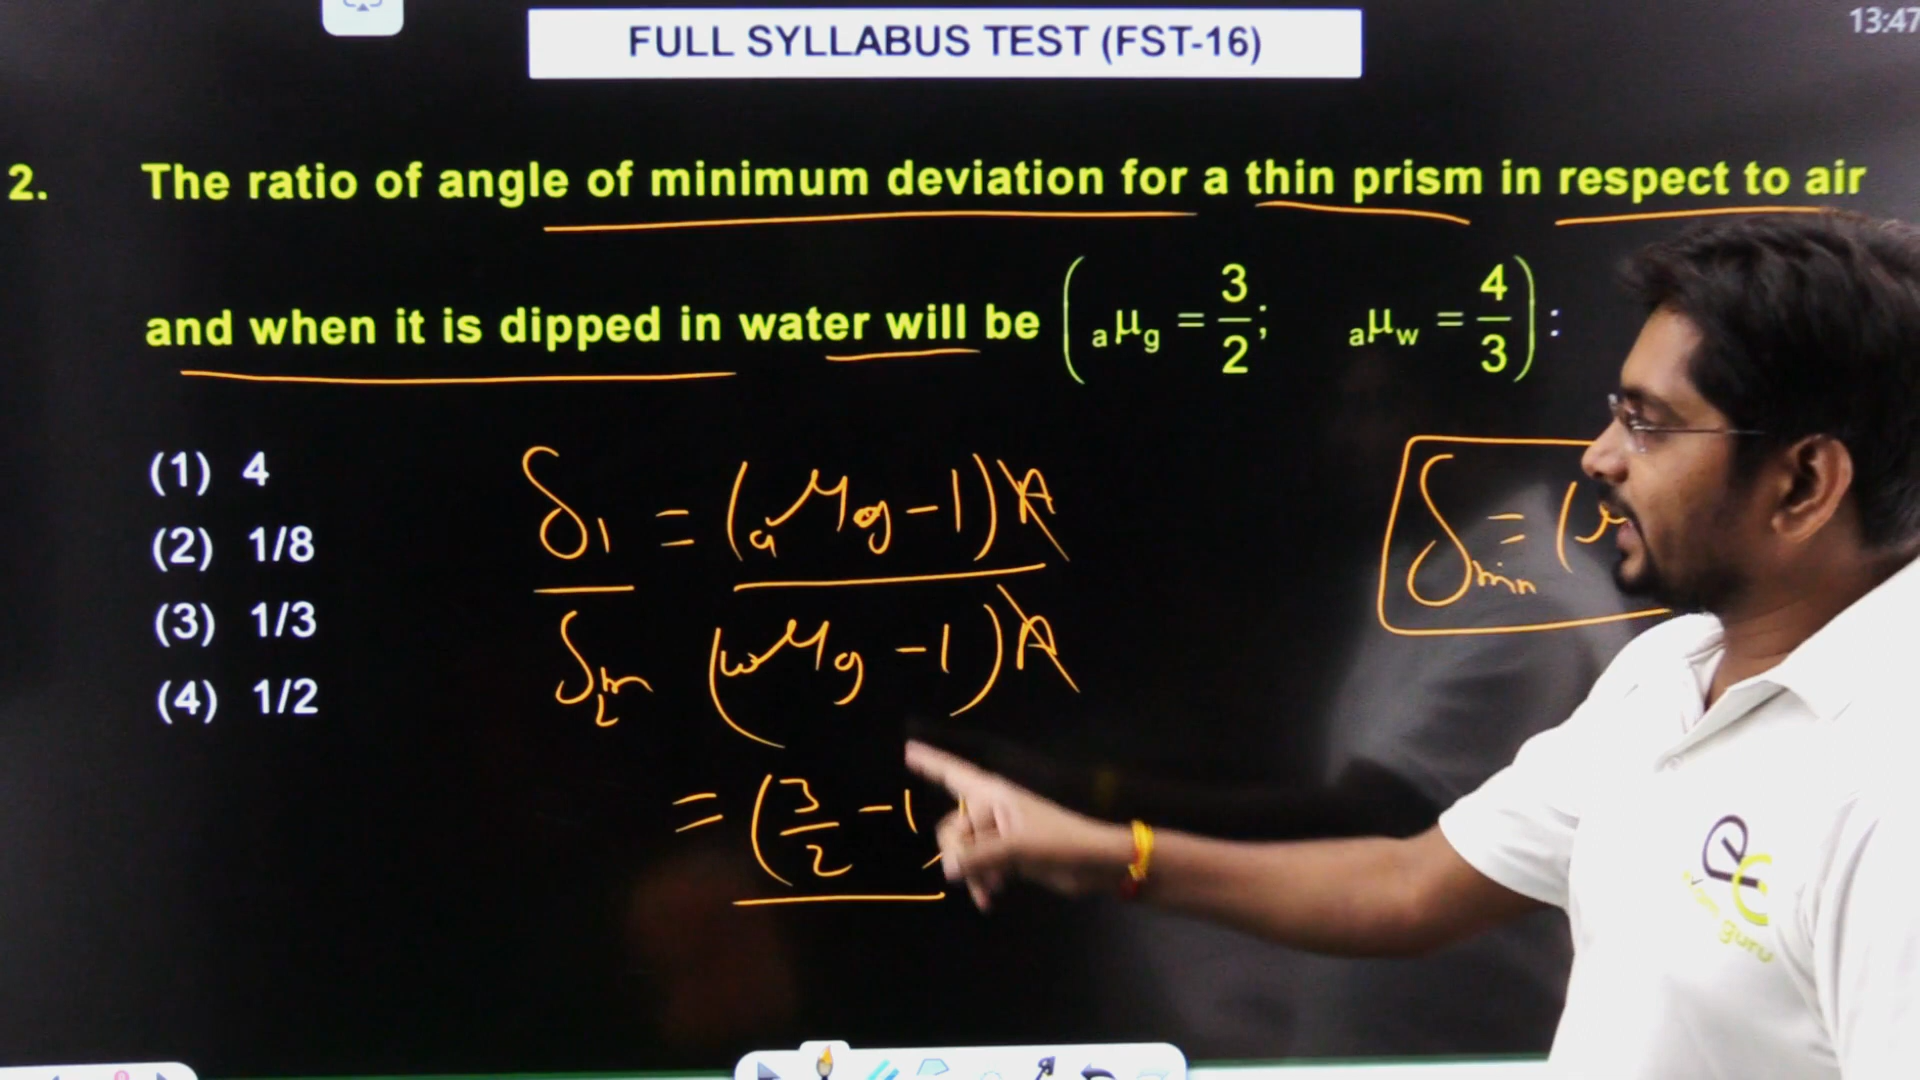 FULL SYLLABUS TEST (FST-16)
13:47
2. The ratio of angle of minimum deviation for a thin prism in respect to air
and when it is dipped in water will be (aμg = 3/2; aμw = 4/3) :
(1) 4
(2) 1/8
(3) 1/3
(4) 1/2
δ1 = (aμg - 1)A
δ2m (wμg - 1)A
= (3/2 - 1
δmin = (μ
guru